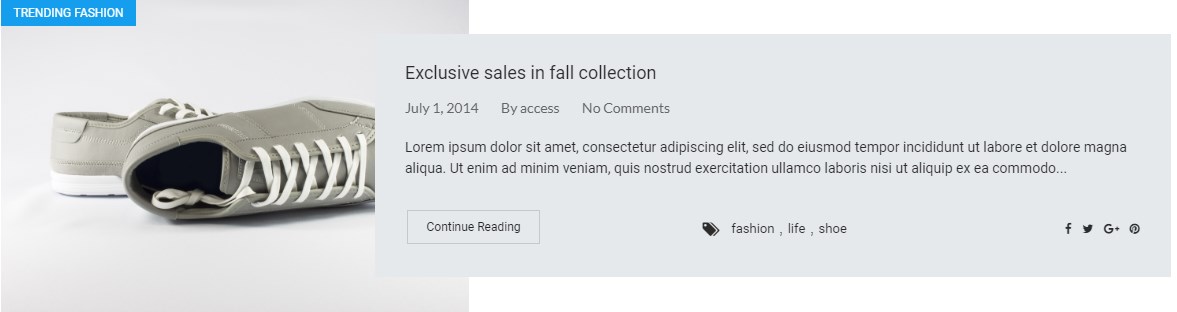 TRENDING FASHION
Exclusive sales in fall collection
July 1, 2014 By access No Comments
Lorem ipsum dolor sit amet, consectetur adipiscing elit, sed do eiusmod tempor incididunt ut labore et dolore magna
aliqua. Ut enim ad minim veniam, quis nostrud exercitation ullamco laboris nisi ut aliquip ex ea commodo...
Continue Reading fashion , life , shoe